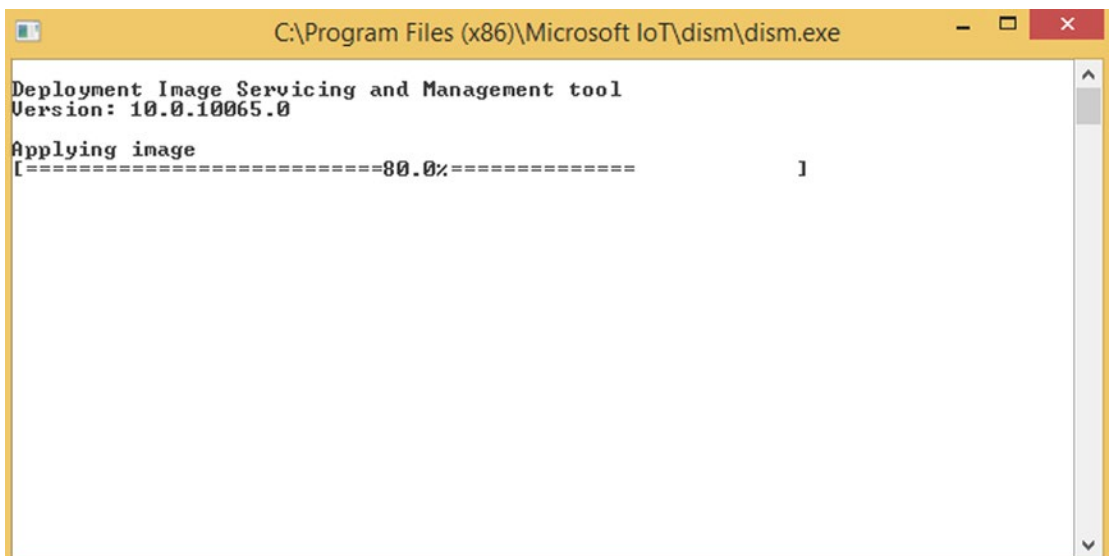 C:\Program Files (x86)\Microsoft IoT\dism\dism.exe
Deployment Image Servicing and Management tool
Version: 10.0.10065.0
Applying image
[===========================80.0%==============            ]